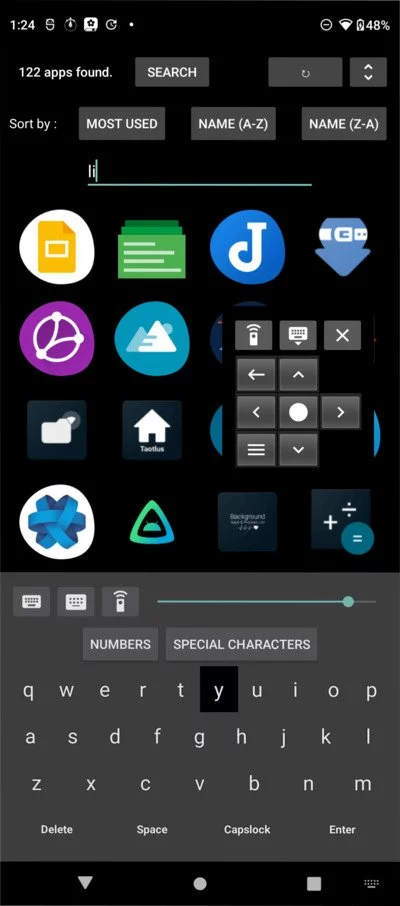 1:24 48%
122 apps found. SEARCH
Sort by : MOST USED NAME (A-Z) NAME (Z-A)
li
Taotlus
Background
NUMBERS SPECIAL CHARACTERS
q w e r t y u i o p
a s d f g h j k l
z x c v b n m
Delete Space Capslock Enter